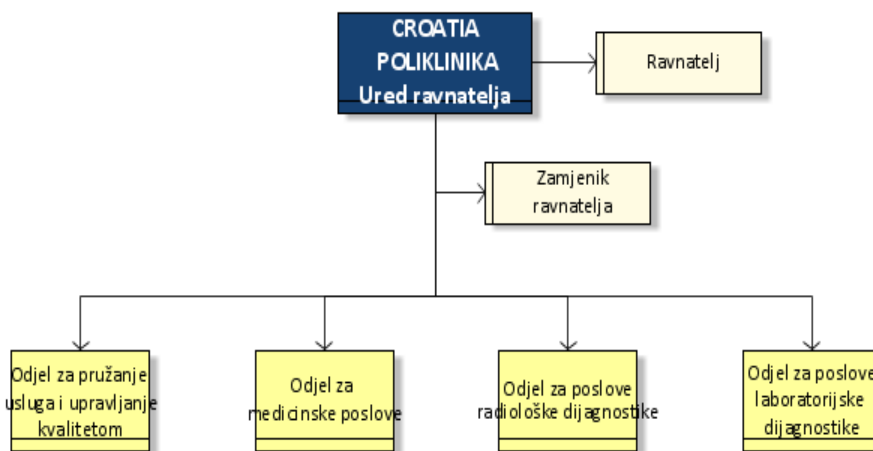 CROATIA
POLIKLINIKA
Ured ravnatelja
Ravnatelj
Zamjenik
ravnatelja
Odjel za pružanje
usluga i upravljanje
kvalitetom
Odjel za
medicinske poslove
Odjel za poslove
radiološke dijagnostike
Odjel za poslove
laboratorijske
dijagnostike